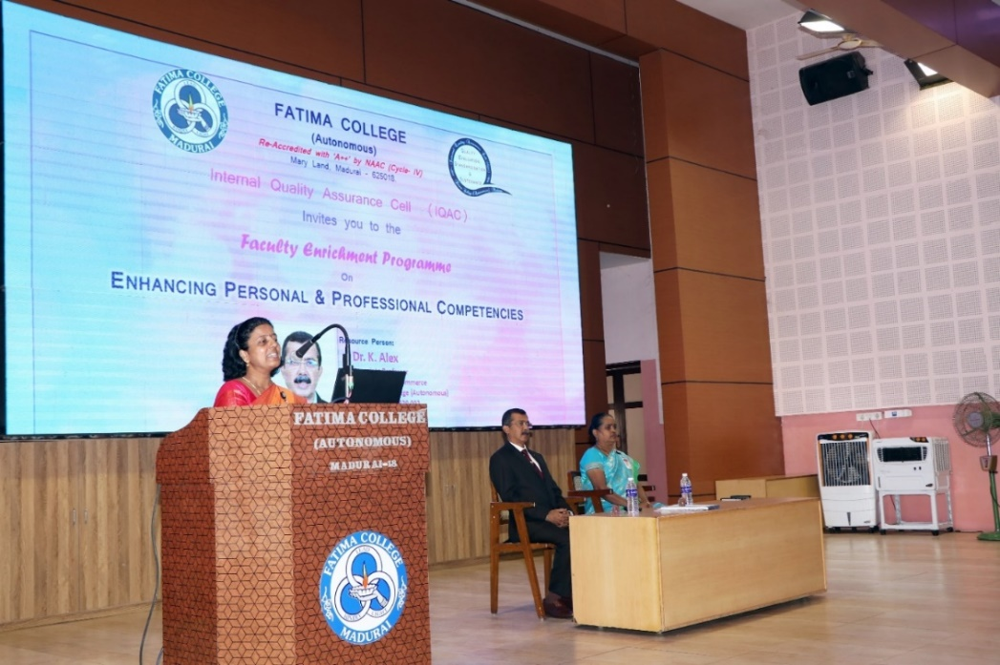 FATIMA COLLEGE
MADURAI
FATIMA COLLEGE
(Autonomous)
Re-Accredited with 'A++' by NAAC (Cycle- IV)
Mary Land, Madurai - 625018.
Internal Quality Assurance Cell (IQAC)
Invites you to the
Faculty Enrichment Programme
On
ENHANCING PERSONAL & PROFESSIONAL COMPETENCIES
Resource Person
Dr. K. Alex
(Autonomous)
FATIMA COLLEGE
(AUTONOMOUS)
MADURAI-18
FATIMA COLLEGE
MADURAI